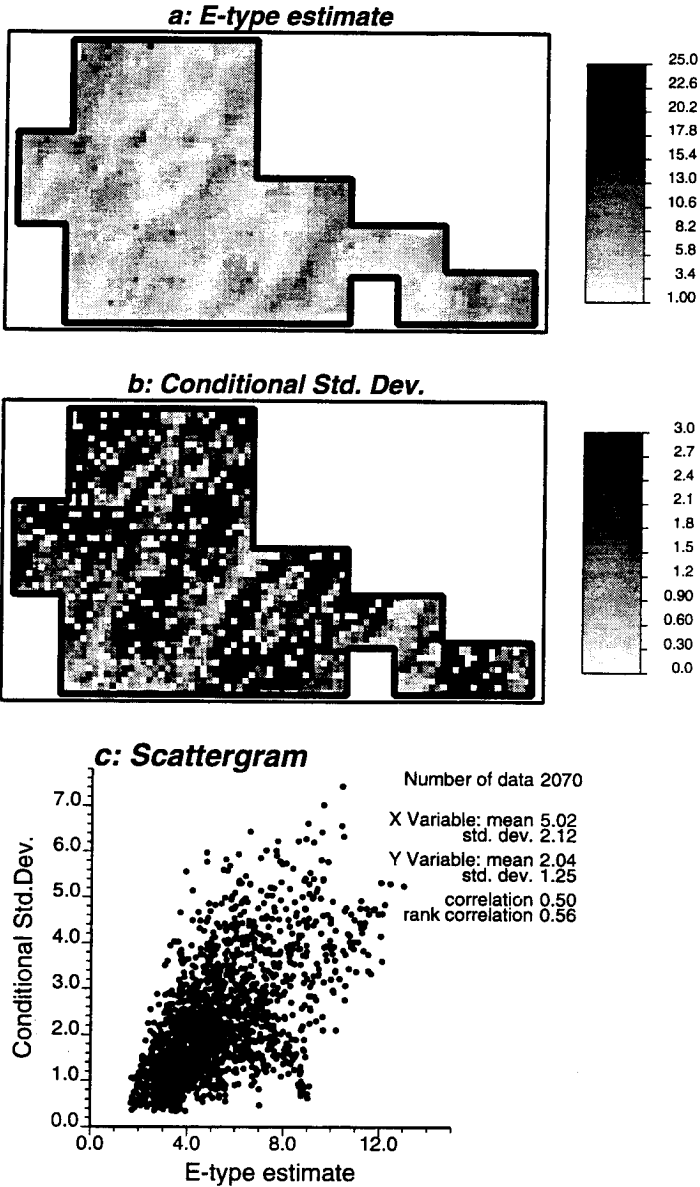 a: E-type estimate
25.0
22.6
20.2
17.8
15.4
13.0
10.6
8.2
5.8
3.4
1.00
b: Conditional Std. Dev.
3.0
2.7
2.4
2.1
1.8
1.5
1.2
0.90
0.60
0.30
0.0
c: Scattergram
Number of data 2070
X Variable: mean 5.02
std. dev. 2.12
Y Variable: mean 2.04
std. dev. 1.25
correlation 0.50
rank correlation 0.56
Conditional Std.Dev.
7.0
6.0
5.0
4.0
3.0
2.0
1.0
0.0
0.0 4.0 8.0 12.0
E-type estimate